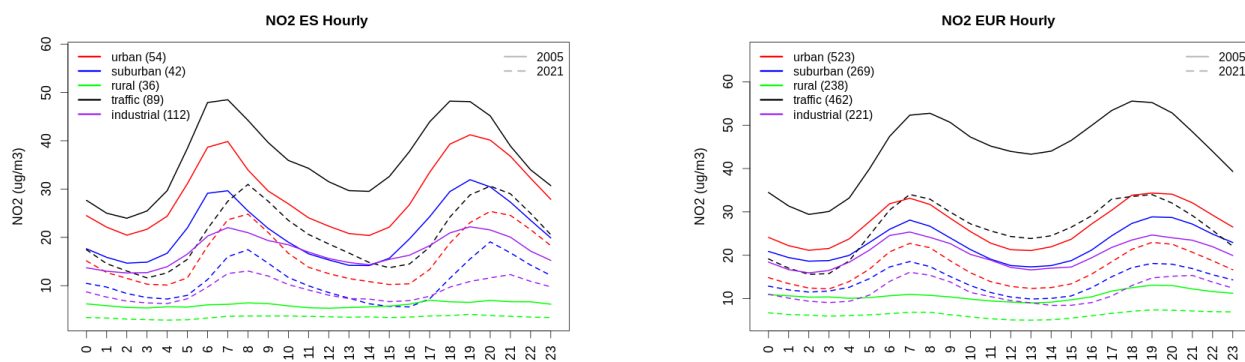 NO2 ES Hourly
NO2 (ug/m3)
60
50
40
30
20
10
urban (54)
suburban (42)
rural (36)
traffic (89)
industrial (112)
2005
2021
0 1 2 3 4 5 6 7 8 9 10 11 12 13 14 15 16 17 18 19 20 21 22 23
NO2 EUR Hourly
NO2 (ug/m3)
60
50
40
30
20
10
urban (523)
suburban (269)
rural (238)
traffic (462)
industrial (221)
2005
2021
0 1 2 3 4 5 6 7 8 9 10 11 12 13 14 15 16 17 18 19 20 21 22 23